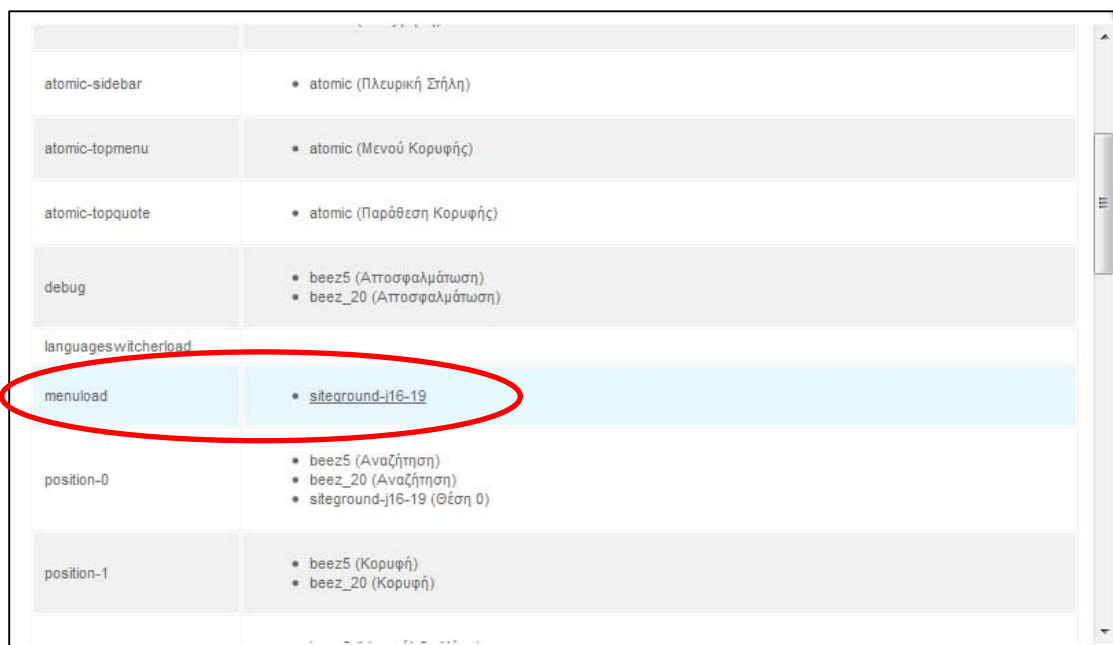 atomic-sidebar
• atomic (Πλευρική Στήλη)
atomic-topmenu
• atomic (Μενού Κορυφής)
atomic-topquote
• atomic (Παράθεση Κορυφής)
debug
• beez5 (Αποσφαλμάτωση)
• beez_20 (Αποσφαλμάτωση)
languageswitcherload
menuload
• siteground-j16-19
position-0
• beez5 (Αναζήτηση)
• beez_20 (Αναζήτηση)
• siteground-j16-19 (Θέση 0)
position-1
• beez5 (Κορυφή)
• beez_20 (Κορυφή)